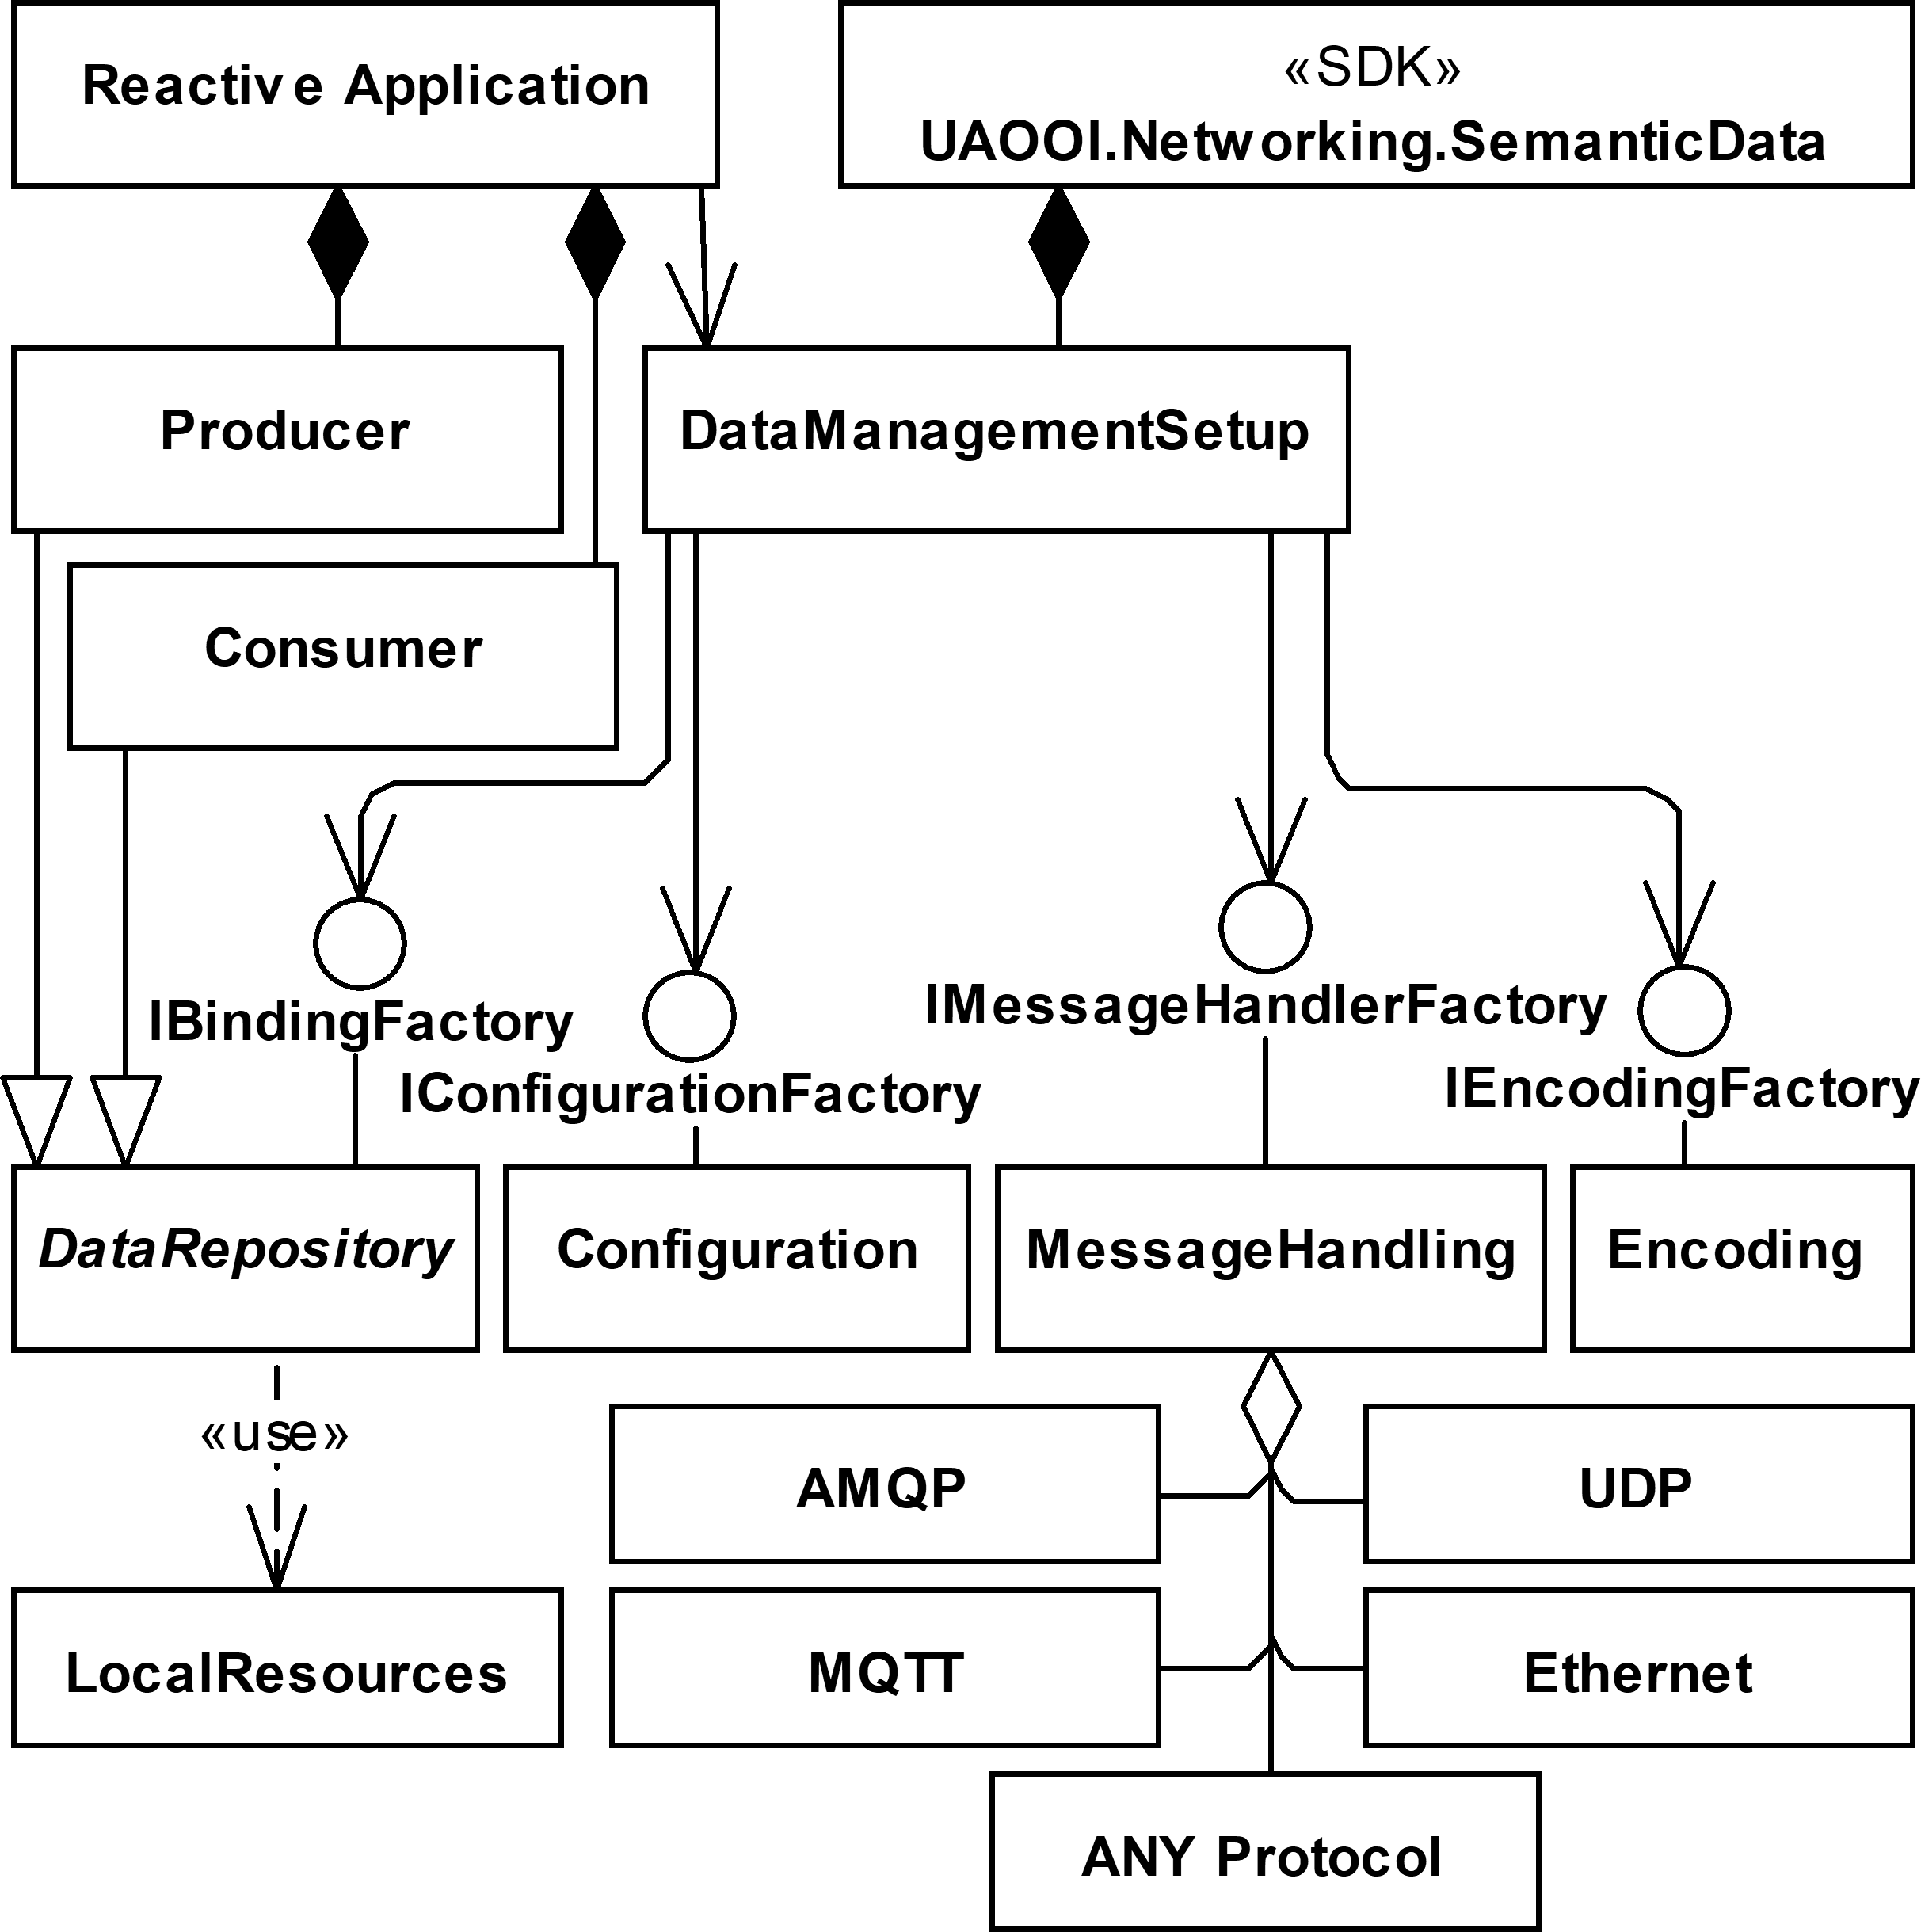 Reactive Application
«SDK»
UAOOI.Networking.SemanticData
Producer
DataManagementSetup
Consumer
IBindingFactory
IConfigurationFactory
IMessageHandlerFactory
IEncodingFactory
DataRepository
Configuration
MessageHandling
Encoding
«use»
AMQP
UDP
LocalResources
MQTT
Ethernet
ANY Protocol